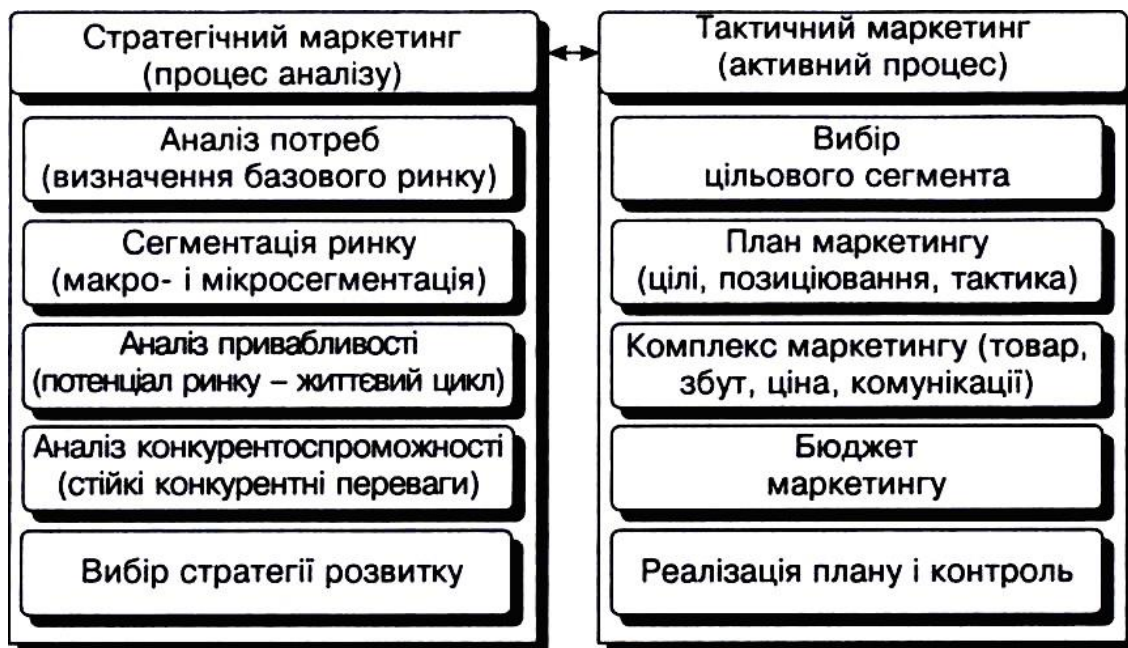 Стратегічний маркетинг
(процес аналізу)
Аналіз потреб
(визначення базового ринку)
Сегментація ринку
(макро- і мікросегментація)
Аналіз привабливості
(потенціал ринку – життєвий цикл)
Аналіз конкурентоспроможності
(стійкі конкурентні переваги)
Вибір стратегії розвитку
Тактичний маркетинг
(активний процес)
Вибір
цільового сегмента
План маркетингу
(цілі, позиціювання, тактика)
Комплекс маркетингу (товар,
збут, ціна, комунікації)
Бюджет
маркетингу
Реалізація плану і контроль